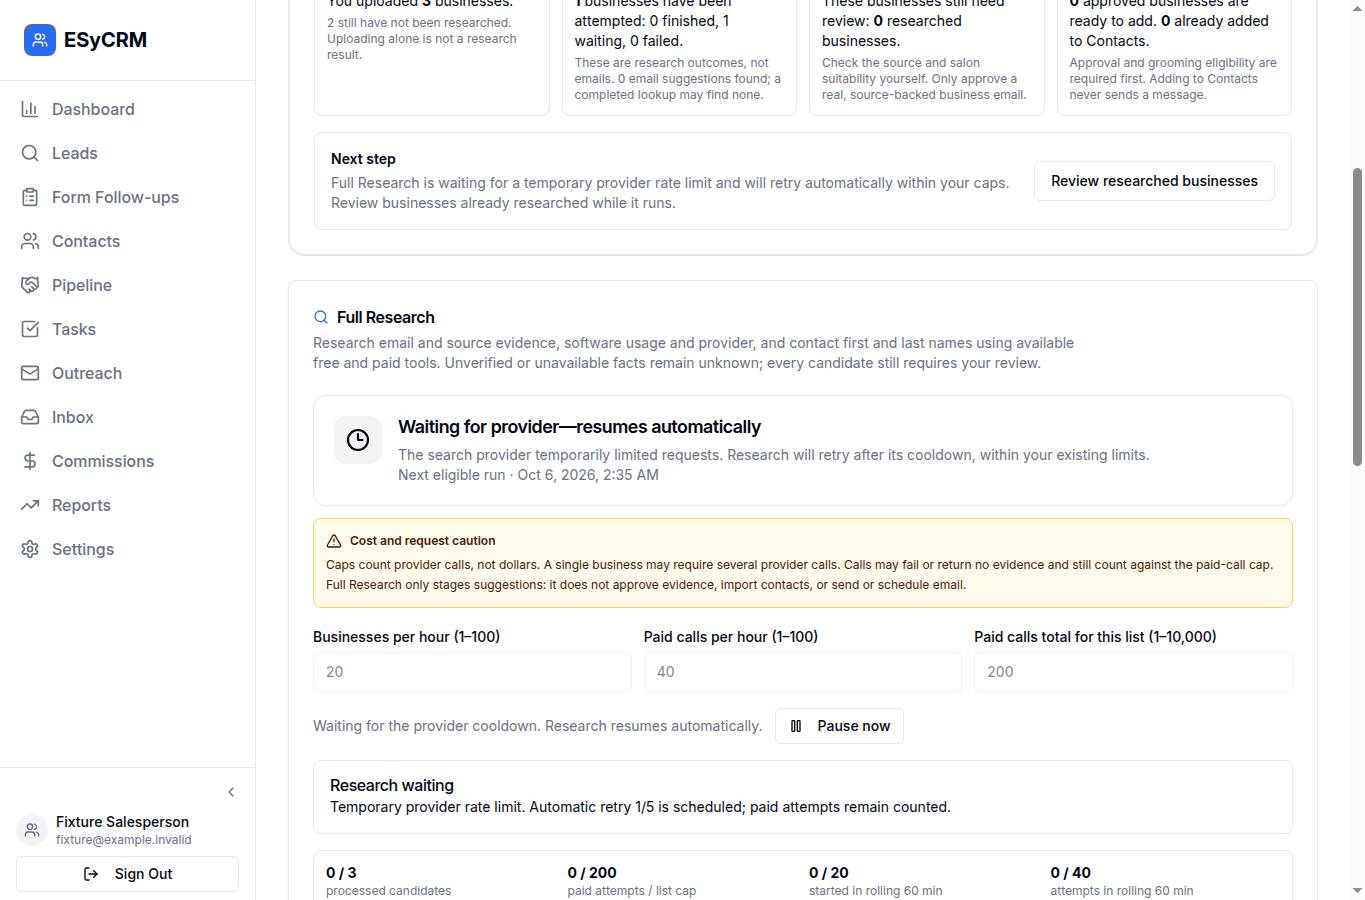 ESyCRM
Dashboard
Leads
Form Follow-ups
Contacts
Pipeline
Tasks
Outreach
Inbox
Commissions
Reports
Settings
Fixture Salesperson
fixture@example.invalid
Sign Out
You uploaded 3 businesses.
2 still have not been researched.
Uploading alone is not a research
result.
1 businesses have been
attempted: 0 finished, 1
waiting, 0 failed.
These are research outcomes, not
emails. 0 email suggestions found; a
completed lookup may find none.
These businesses still need
review: 0 researched
businesses.
Check the source and salon
suitability yourself. Only approve a
real, source-backed business email.
0 approved businesses are
ready to add. 0 already added
to Contacts.
Approval and grooming eligibility are
required first. Adding to Contacts
never sends a message.
Next step
Full Research is waiting for a temporary provider rate limit and will retry automatically within your caps.
Review businesses already researched while it runs.
Review researched businesses
Full Research
Research email and source evidence, software usage and provider, and contact first and last names using available
free and paid tools. Unverified or unavailable facts remain unknown; every candidate still requires your review.
Waiting for provider—resumes automatically
The search provider temporarily limited requests. Research will retry after its cooldown, within your existing limits.
Next eligible run · Oct 6, 2026, 2:35 AM
Cost and request caution
Caps count provider calls, not dollars. A single business may require several provider calls. Calls may fail or return no evidence and still count against the paid-call cap.
Full Research only stages suggestions: it does not approve evidence, import contacts, or send or schedule email.
Businesses per hour (1–100)
20
Paid calls per hour (1–100)
40
Paid calls total for this list (1–10,000)
200
Waiting for the provider cooldown. Research resumes automatically.
Pause now
Research waiting
Temporary provider rate limit. Automatic retry 1/5 is scheduled; paid attempts remain counted.
0 / 3
processed candidates
0 / 200
paid attempts / list cap
0 / 20
started in rolling 60 min
0 / 40
attempts in rolling 60 min